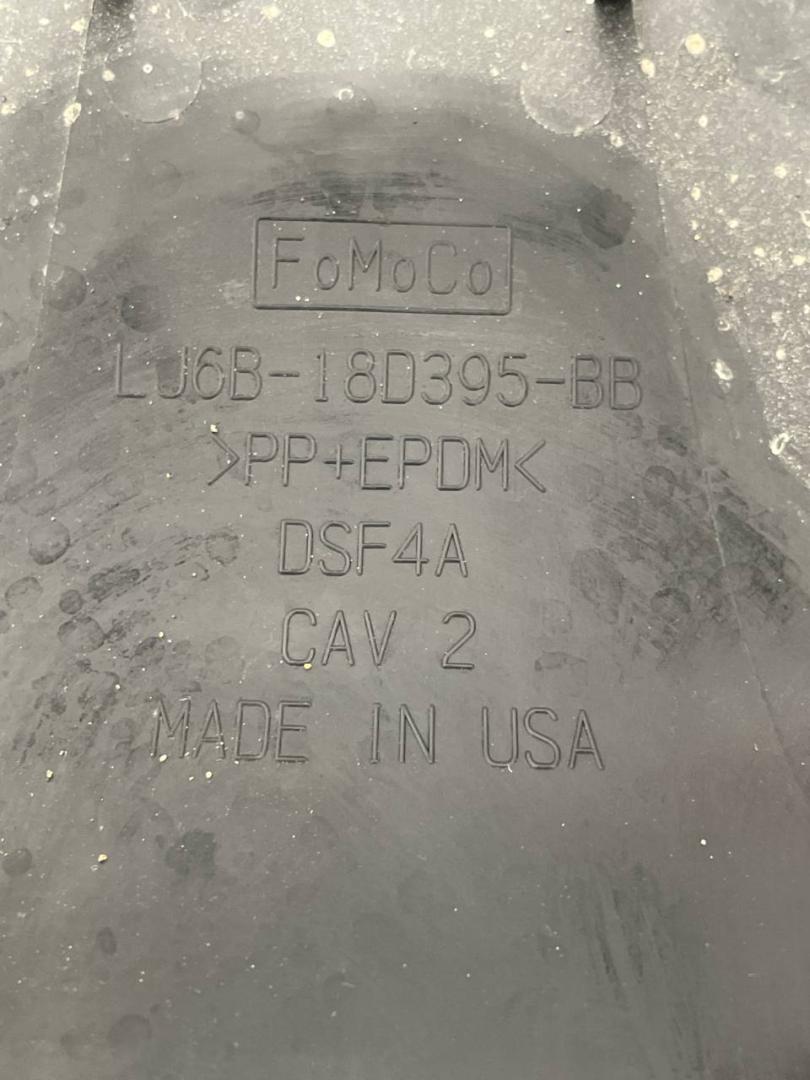 FoMoCo
LJ6B-18D395-BB
>PP+EPDM<
DSF4A
CAV 2
MADE IN USA